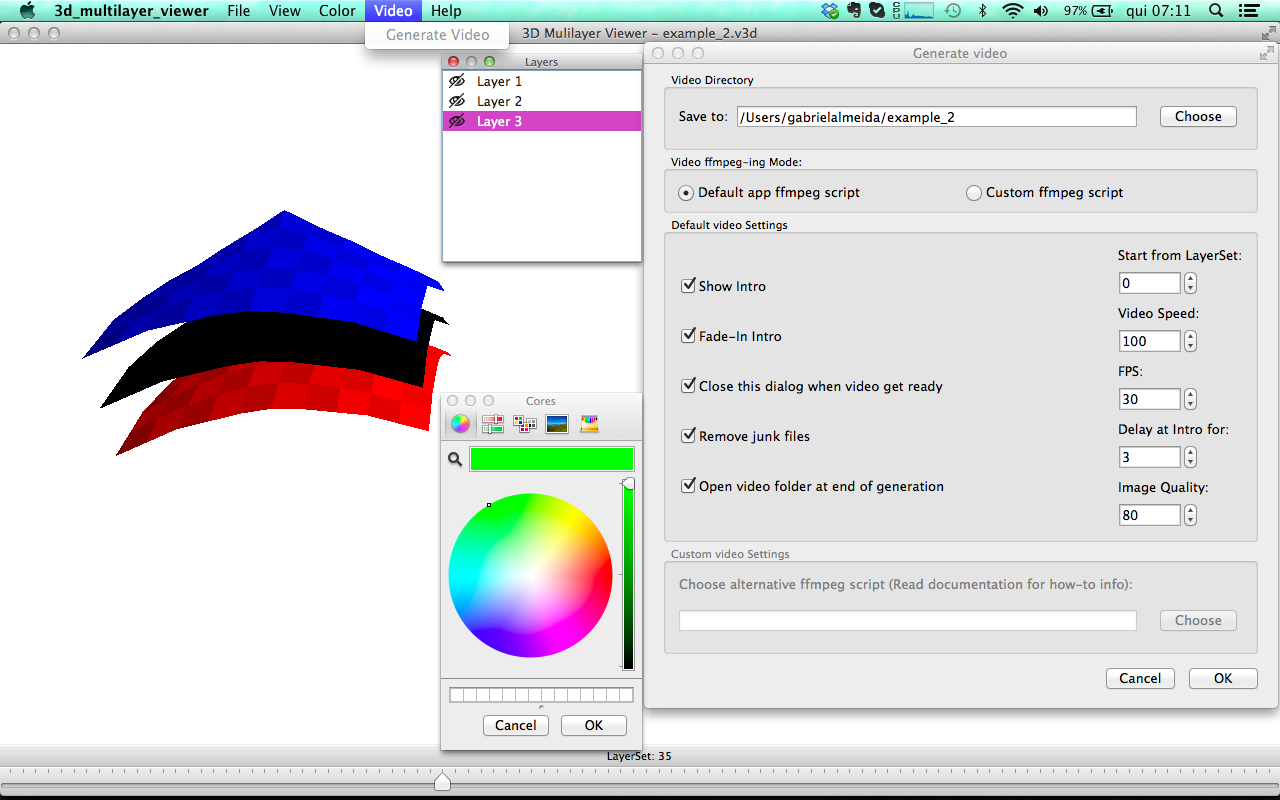 3d_multilayer_viewer File View Color Video Help 97% qui 07:11
Generate Video
3D Mulilayer Viewer – example_2.v3d
Layers
Layer 1
Layer 2
Layer 3
Generate video
Video Directory
Save to: /Users/gabrielalmeida/example_2 Choose
Video ffmpeg-ing Mode:
Default app ffmpeg script Custom ffmpeg script
Default video Settings
Start from LayerSet:
Show Intro 0
Video Speed:
Fade-In Intro 100
FPS:
Close this dialog when video get ready 30
Delay at Intro for:
Remove junk files 3
Image Quality:
Open video folder at end of generation 80
Custom video Settings
Choose alternative ffmpeg script (Read documentation for how-to info):
Choose
Cancel OK
Cores
Cancel OK
LayerSet: 35